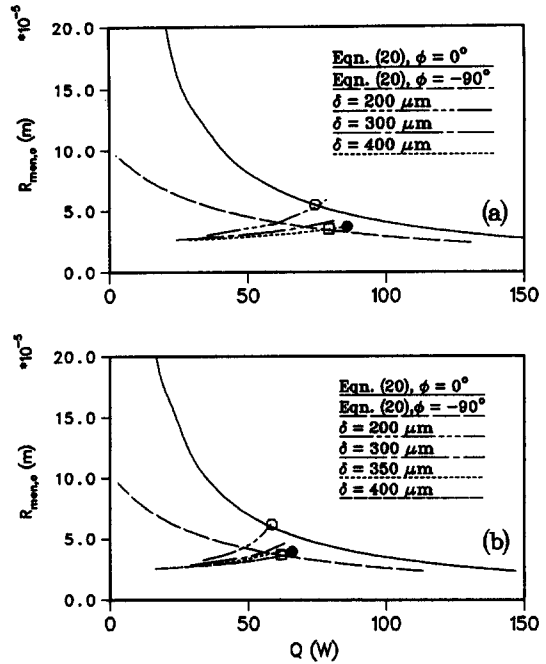 *10⁻⁵
20.0
15.0
10.0
5.0
0.0
R_men,e (m)
Eqn. (20), ϕ = 0°
Eqn. (20), ϕ = −90°
δ = 200 μm
δ = 300 μm
δ = 400 μm
(a)
0 50 100 150
*10⁻⁵
20.0
15.0
10.0
5.0
0.0
R_men,e (m)
Eqn. (20), ϕ = 0°
Eqn. (20),ϕ = −90°
δ = 200 μm
δ = 300 μm
δ = 350 μm
δ = 400 μm
(b)
0 50 100 150
Q (W)